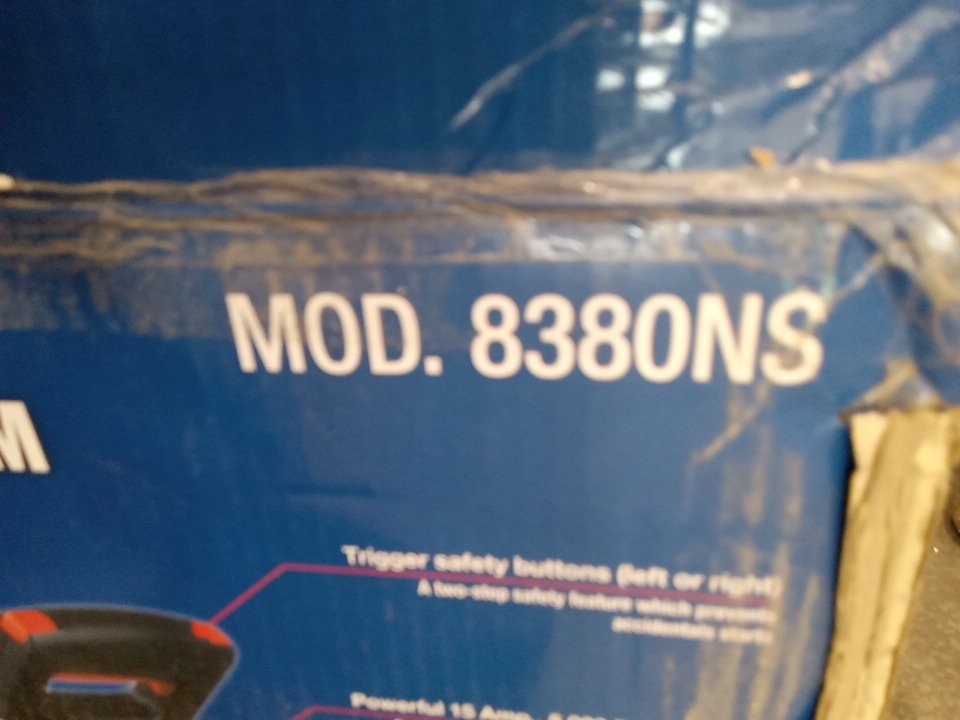 MOD. 8380NS
M
Trigger safety buttons (left or right)
A two-step safety feature which prevents
accidental starts
Powerful 15 Amp,